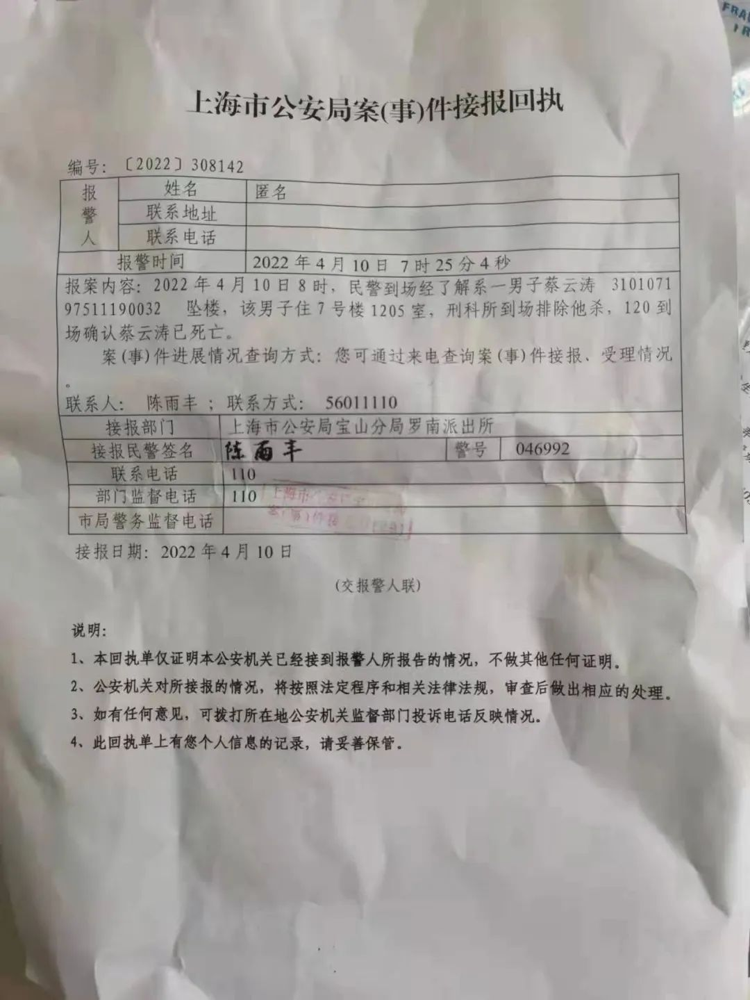 上海市公安局案(事)件接报回执
编号：〔2022〕308142
报警人
姓名 匿名
联系地址
联系电话
报警时间 2022 年 4 月 10 日 7 时 25 分 4 秒
报案内容：2022 年 4 月 10 日 8 时，民警到场经了解系一男子蔡云涛 3101071
97511190032 坠楼，该男子住 7 号楼 1205 室，刑科所到场排除他杀，120 到
场确认蔡云涛已死亡。
案(事)件进展情况查询方式：您可通过来电查询案(事)件接报、受理情况
。
联系人： 陈雨丰 ；联系方式： 56011110
接报部门 上海市公安局宝山分局罗南派出所
接报民警签名 陈雨丰 警号 046992
联系电话 110
部门监督电话 110
市局警务监督电话
接报日期：2022 年 4 月 10 日
(交报警人联)
说明：
1、本回执单仅证明本公安机关已经接到报警人所报告的情况，不做其他任何证明。
2、公安机关对所接报的情况，将按照法定程序和相关法律法规，审查后做出相应的处理。
3、如有任何意见，可拨打所在地公安机关监督部门投诉电话反映情况。
4、此回执单上有您个人信息的记录，请妥善保管。